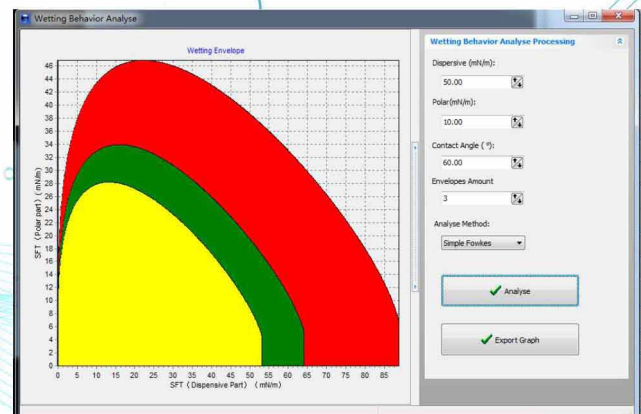 Wetting Behavior Analyse
Wetting Envelope
46
44
42
40
38
36
34
32
30
28
26
24
22
20
18
16
14
12
10
8
6
4
2
0
SFT (Polar part) (mN/m)
0 5 10 15 20 25 30 35 40 45 50 55 60 65 70 75 80 85
SFT (Dispensive Part) (mN/m)
Wetting Behavior Analyse Processing
Dispersive (mN/m):
50.00
Polar(mN/m):
10.00
Contact Angle (°):
60.00
Envelopes Amount
3
Analyse Method:
Simple Fowkes
Analyse
Export Graph